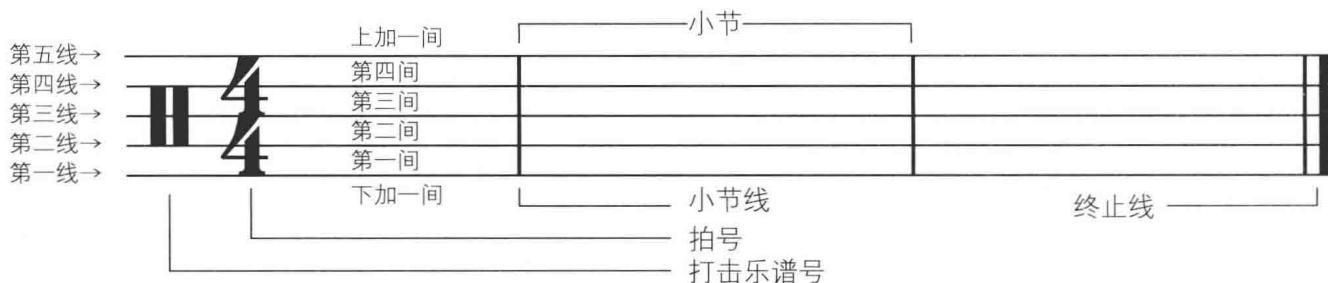 小节
上加一间
第五线→
第四间
第四线→
第三间
第三线→
第二间
第二线→
第一间
第一线→
下加一间
4
4
小节线
终止线
拍号
打击乐谱号